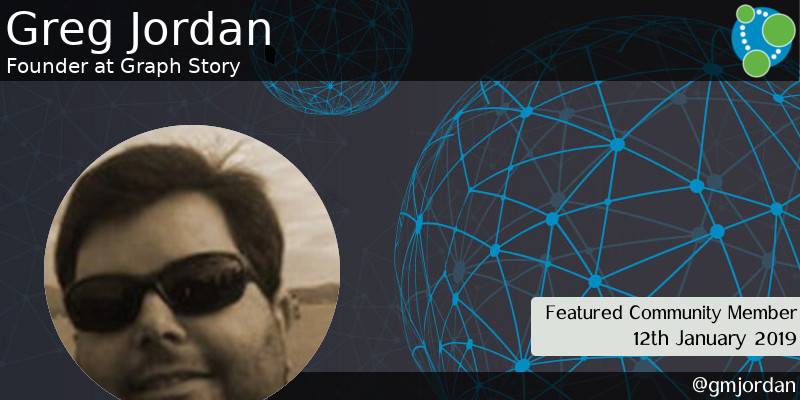 Greg Jordan
Founder at Graph Story
Featured Community Member
12th January 2019
@gmjordan